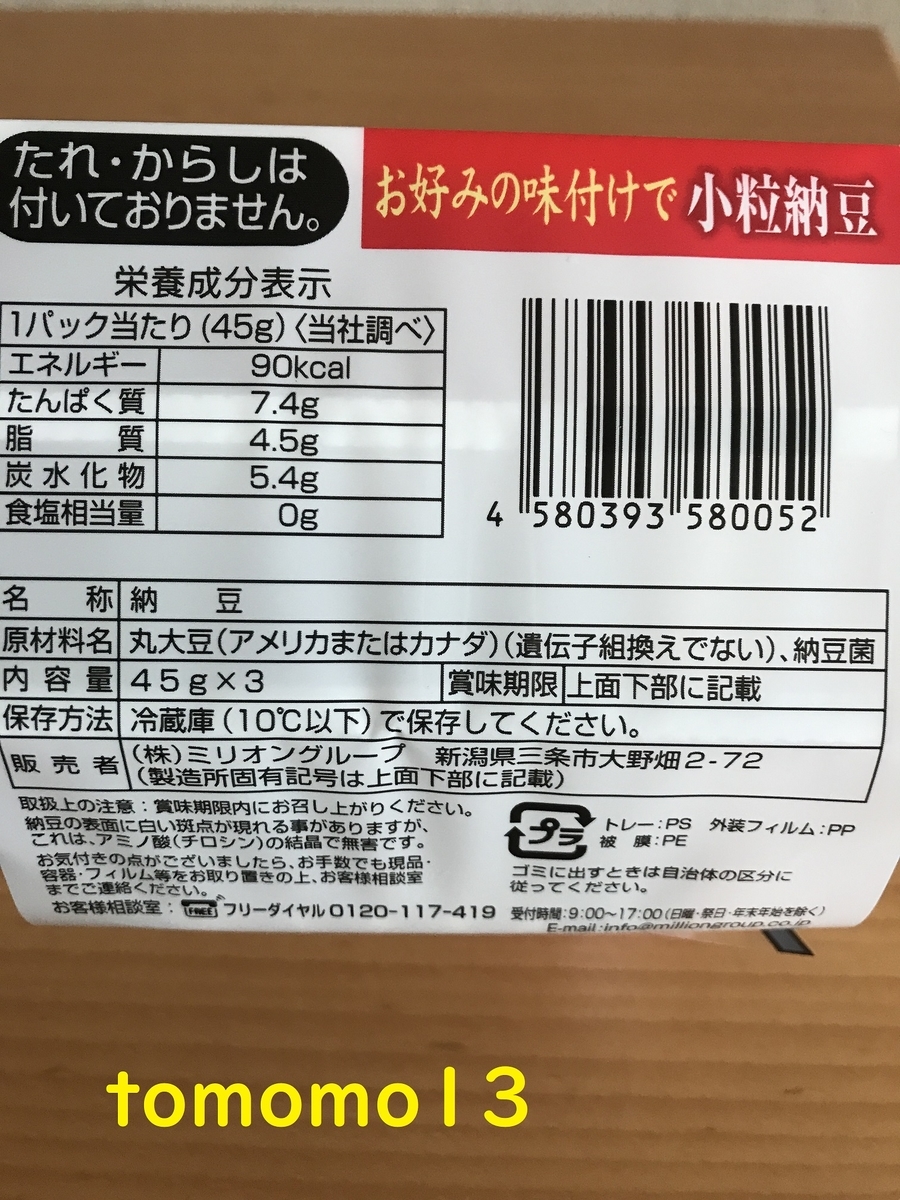 たれ・からしは
付いておりません。
お好みの味付けで 小粒納豆
栄養成分表示
1パック当たり(45g)〈当社調べ〉
エネルギー 90kcal
たんぱく質 7.4g
脂質 4.5g
炭水化物 5.4g
食塩相当量 0g
4 580393 580052
名称 納豆
原材料名 丸大豆(アメリカまたはカナダ)(遺伝子組換えでない)、納豆菌
内容量 45g×3 賞味期限 上面下部に記載
保存方法 冷蔵庫(10℃以下)で保存してください。
販売者 (株)ミリオングループ 新潟県三条市大野畑2-72
(製造所固有記号は上面下部に記載)
取扱上の注意:賞味期限内にお召し上がりください。
納豆の表面に白い斑点が現れる事がありますが、
これは、アミノ酸(チロシン)の結晶で無害です。
お気付きの点がございましたら、お手数でも現品・
容器・フィルム等をお取り置きの上、お客様相談室
までご連絡ください。
プラ
トレー:PS 外装フィルム:PP
被膜:PE
ゴミに出すときは自治体の区分に
従ってください。
お客様相談室: FREE フリーダイヤル0120-117-419 受付時間:9:00〜17:00(日曜・祭日・年末年始を除く)
E-mail:info@milliongroup.co.jp
tomomo13